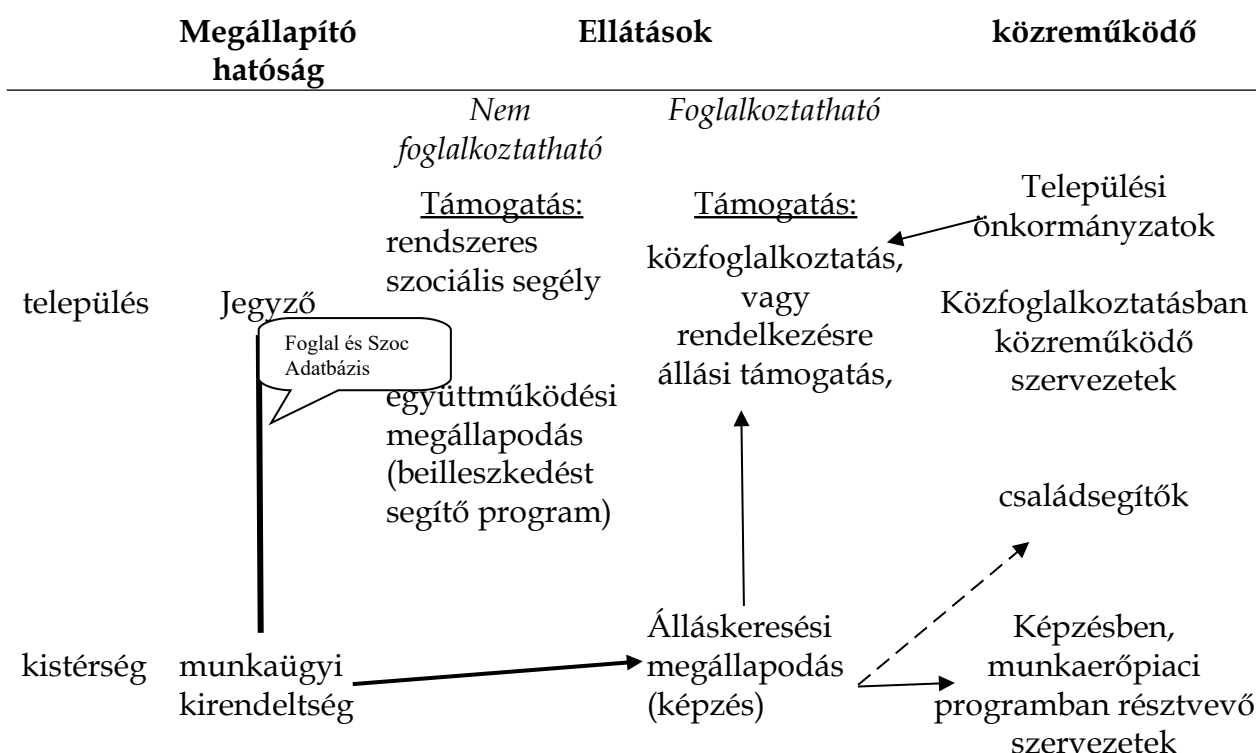 Megállapító
hatóság
Ellátások
közreműködő
Nem
foglalkoztatható
Foglalkoztatható
település
Jegyző
Foglal és Szoc
Adatbázis
Támogatás:
rendszeres
szociális segély
együttműködési
megállapodás
(beilleszkedést
segítő program)
Támogatás:
közfoglalkoztatás,
vagy
rendelkezésre
állási támogatás,
Települési
önkormányzatok
Közfoglalkoztatásban
közreműködő
szervezetek
családsegítők
kistérség
munkaügyi
kirendeltség
Álláskeresési
megállapodás
(képzés)
Képzésben,
munkaerőpiaci
programban résztvevő
szervezetek